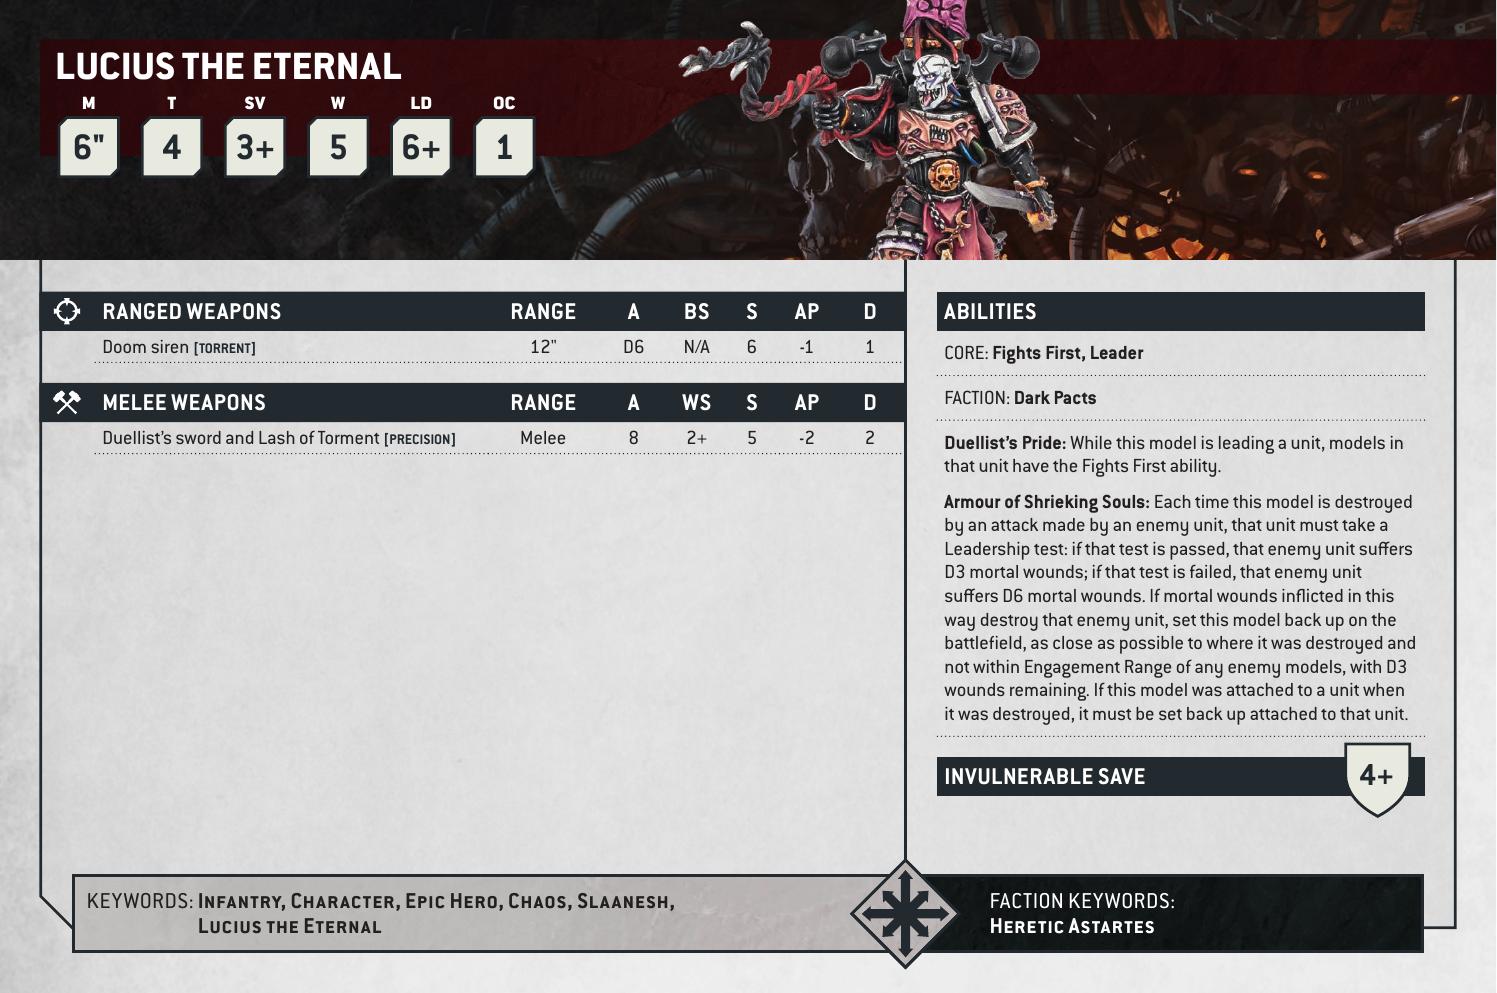 LUCIUS THE ETERNAL
M T SV W LD OC
6" 4 3+ 5 6+ 1
RANGED WEAPONS RANGE A BS S AP D
Doom siren [TORRENT] 12" D6 N/A 6 -1 1
MELEE WEAPONS RANGE A WS S AP D
Duellist's sword and Lash of Torment [PRECISION] Melee 8 2+ 5 -2 2
ABILITIES
CORE: Fights First, Leader
FACTION: Dark Pacts
Duellist's Pride: While this model is leading a unit, models in
that unit have the Fights First ability.
Armour of Shrieking Souls: Each time this model is destroyed
by an attack made by an enemy unit, that unit must take a
Leadership test: if that test is passed, that enemy unit suffers
D3 mortal wounds; if that test is failed, that enemy unit
suffers D6 mortal wounds. If mortal wounds inflicted in this
way destroy that enemy unit, set this model back up on the
battlefield, as close as possible to where it was destroyed and
not within Engagement Range of any enemy models, with D3
wounds remaining. If this model was attached to a unit when
it was destroyed, it must be set back up attached to that unit.
INVULNERABLE SAVE 4+
KEYWORDS: INFANTRY, CHARACTER, EPIC HERO, CHAOS, SLAANESH,
LUCIUS THE ETERNAL
FACTION KEYWORDS:
HERETIC ASTARTES